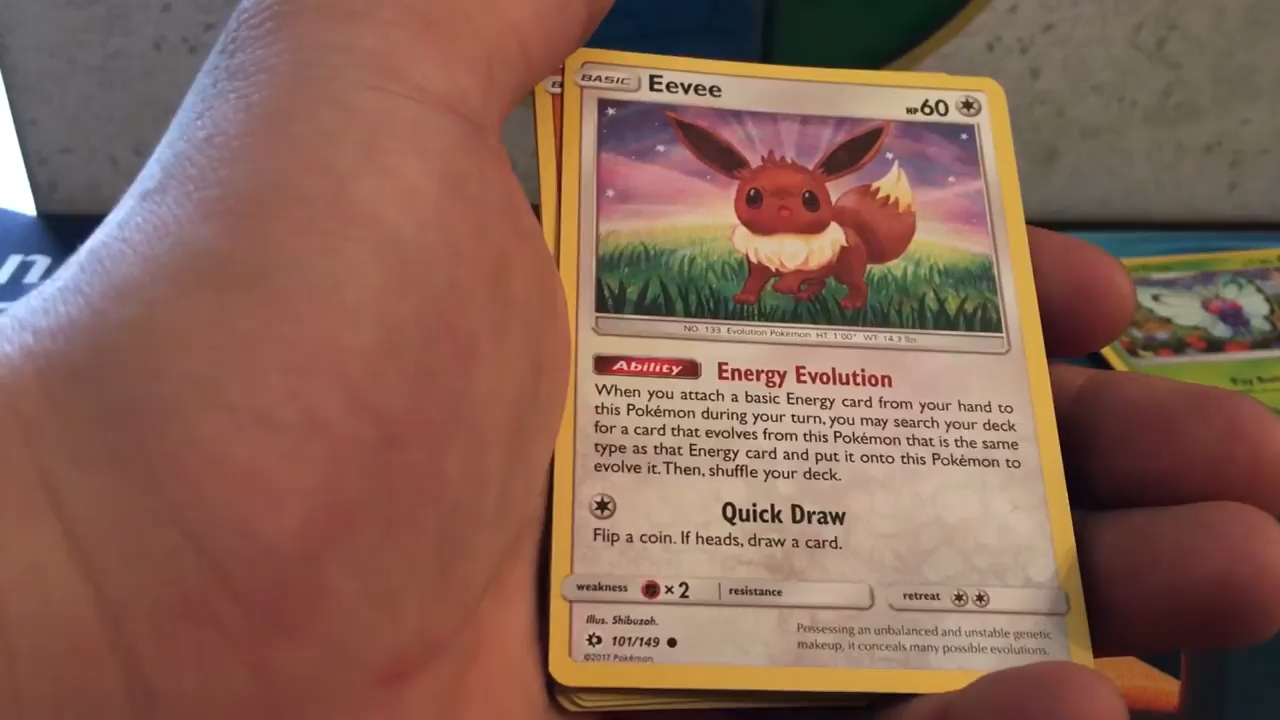 BASIC Eevee HP60
NO. 133 Evolution Pokémon HT: 1'00" WT: 14.3 lbs
Ability Energy Evolution
When you attach a basic Energy card from your hand to
this Pokémon during your turn, you may search your deck
for a card that evolves from this Pokémon that is the same
type as that Energy card and put it onto this Pokémon to
evolve it. Then, shuffle your deck.
Quick Draw
Flip a coin. If heads, draw a card.
weakness × 2 resistance retreat
Illus. Shibuzoh.
101/149
©2017 Pokémon
Possessing an unbalanced and unstable genetic
makeup, it conceals many possible evolutions.
n